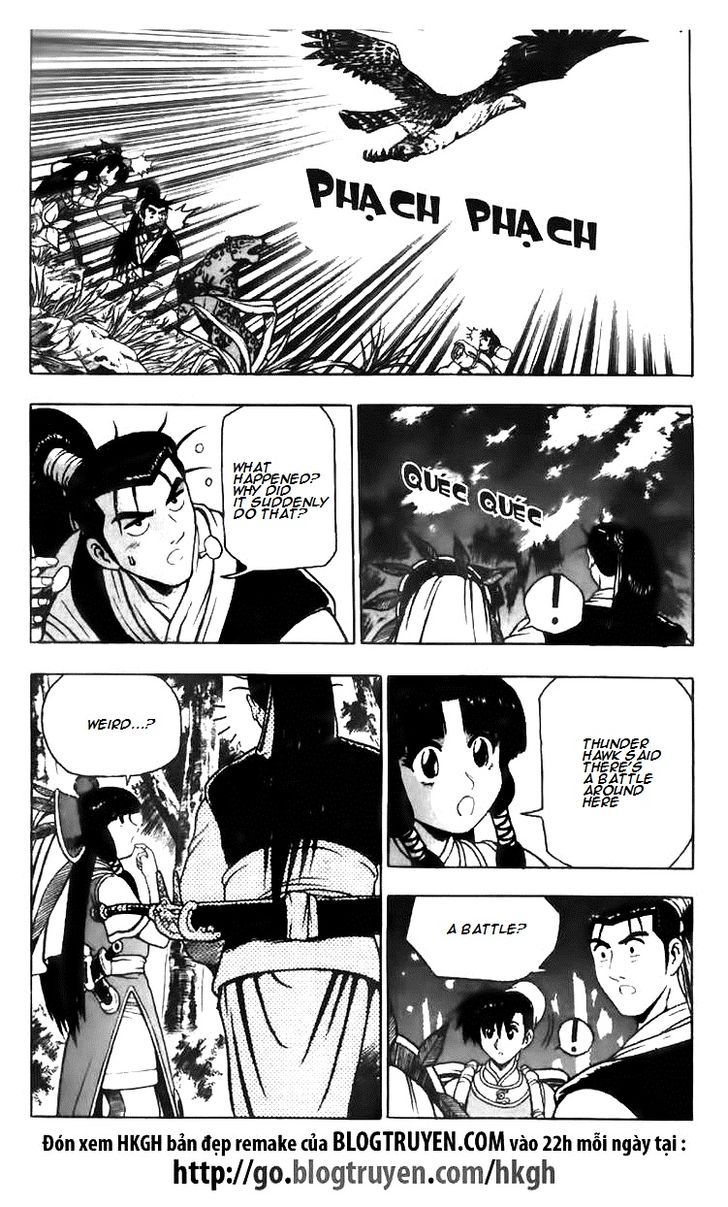 PHẠCH PHẠCH
WHAT
HAPPENED?
WHY DID
IT SUDDENLY
DO THAT?
QUÉC QUÉC
!
WEIRD...?
THUNDER
HAWK SAID
THERE'S
A BATTLE
AROUND
HERE
A BATTLE?
!
Đón xem HKGH bản đẹp remake của BLOGTRUYEN.COM vào 22h mỗi ngày tại :
http://go.blogtruyen.com/hkgh